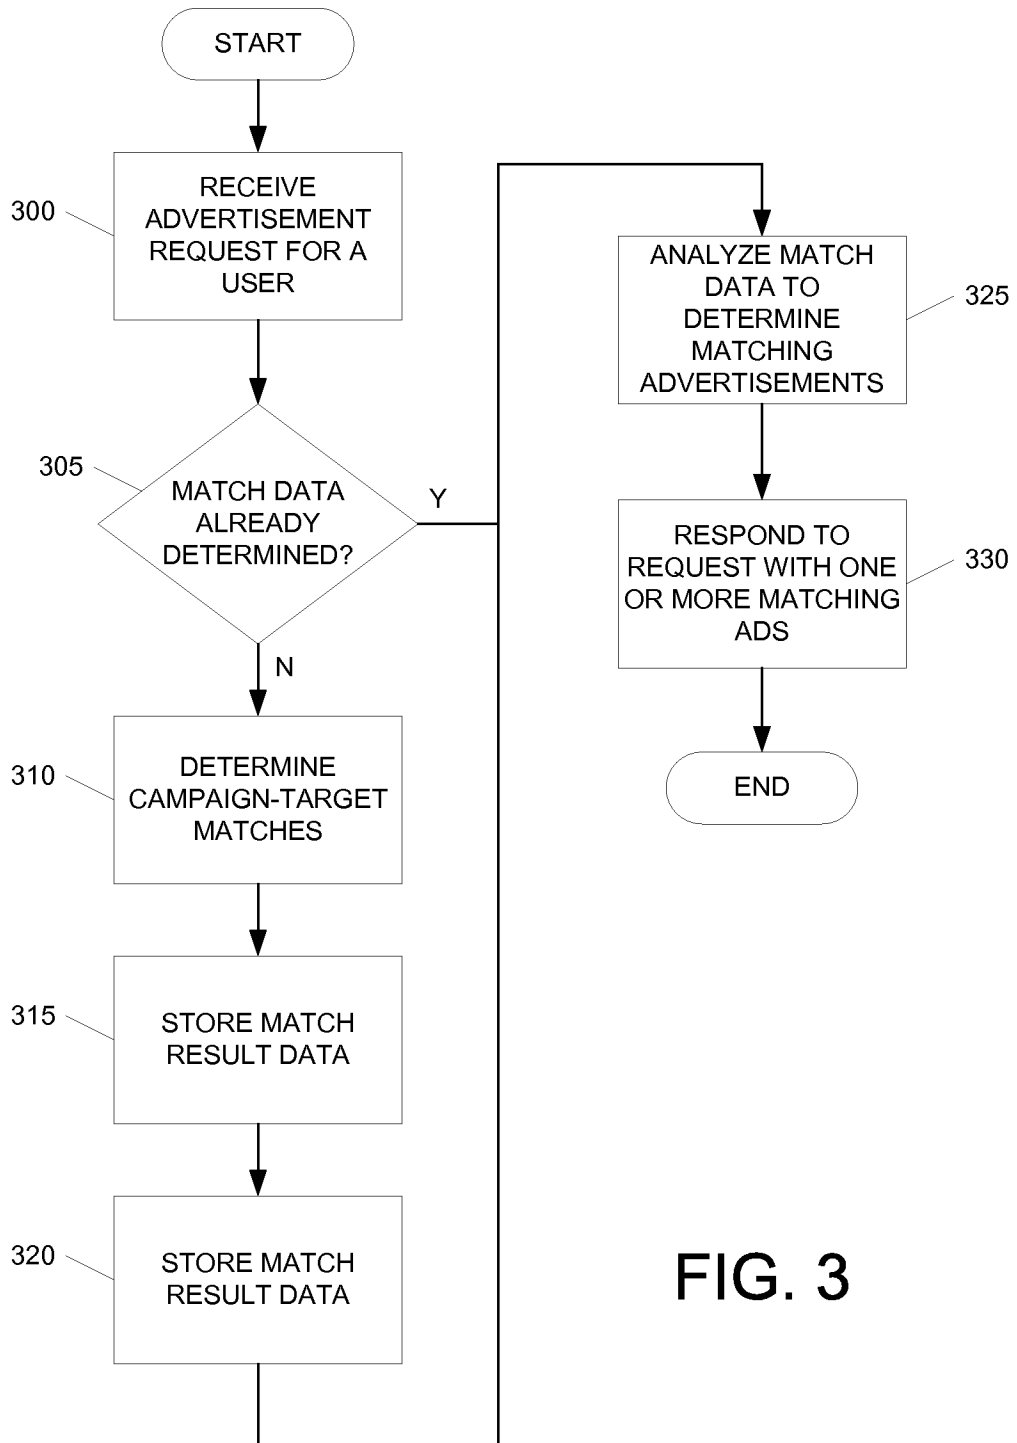 START
300
RECEIVE
ADVERTISEMENT
REQUEST FOR A
USER
305
MATCH DATA
ALREADY
DETERMINED?
Y
N
310
DETERMINE
CAMPAIGN-TARGET
MATCHES
315
STORE MATCH
RESULT DATA
320
STORE MATCH
RESULT DATA
ANALYZE MATCH
DATA TO
DETERMINE
MATCHING
ADVERTISEMENTS
325
RESPOND TO
REQUEST WITH ONE
OR MORE MATCHING
ADS
330
END
FIG. 3